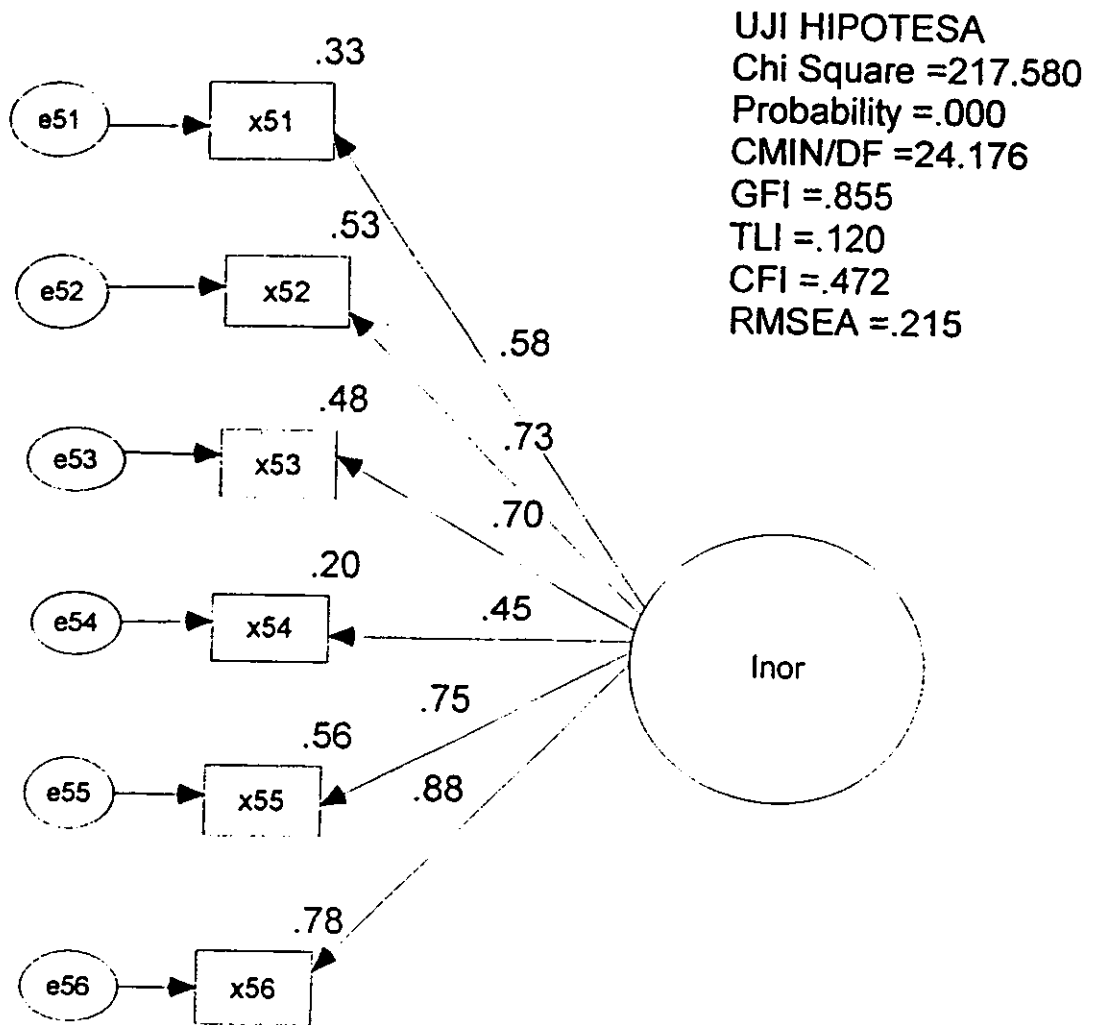 UJI HIPOTESA
Chi Square =217.580
Probability =.000
CMIN/DF =24.176
GFI =.855
TLI =.120
CFI =.472
RMSEA =.215
.33
e51
x51
.53
e52
x52
.58
.48
.73
e53
x53
.70
.20
e54
x54
.45
Inor
.75
.56
e55
x55
.88
.78
e56
x56